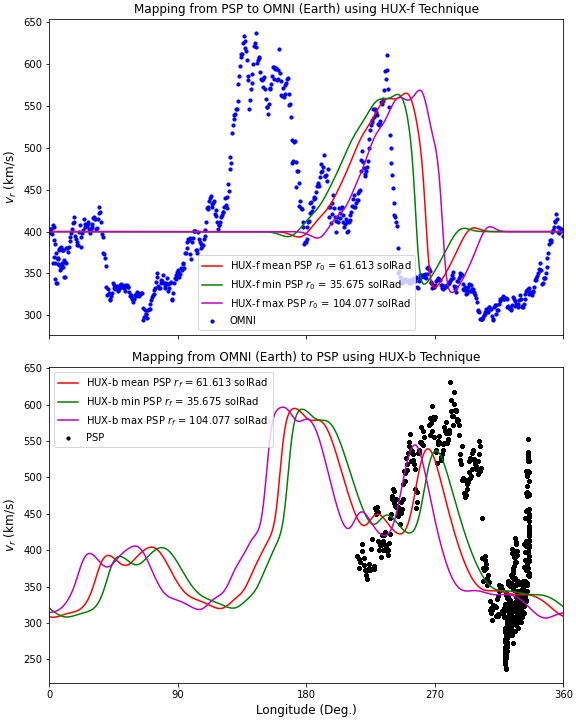 Mapping from PSP to OMNI (Earth) using HUX-f Technique
650
600
550
500
450
400
350
300
v_r (km/s)
HUX-f mean PSP r_0 = 61.613 solRad
HUX-f min PSP r_0 = 35.675 solRad
HUX-f max PSP r_0 = 104.077 solRad
OMNI
Mapping from OMNI (Earth) to PSP using HUX-b Technique
650
600
550
500
450
400
350
300
250
v_r (km/s)
HUX-b mean PSP r_f = 61.613 solRad
HUX-b min PSP r_f = 35.675 solRad
HUX-b max PSP r_f = 104.077 solRad
PSP
0 90 180 270 360
Longitude (Deg.)